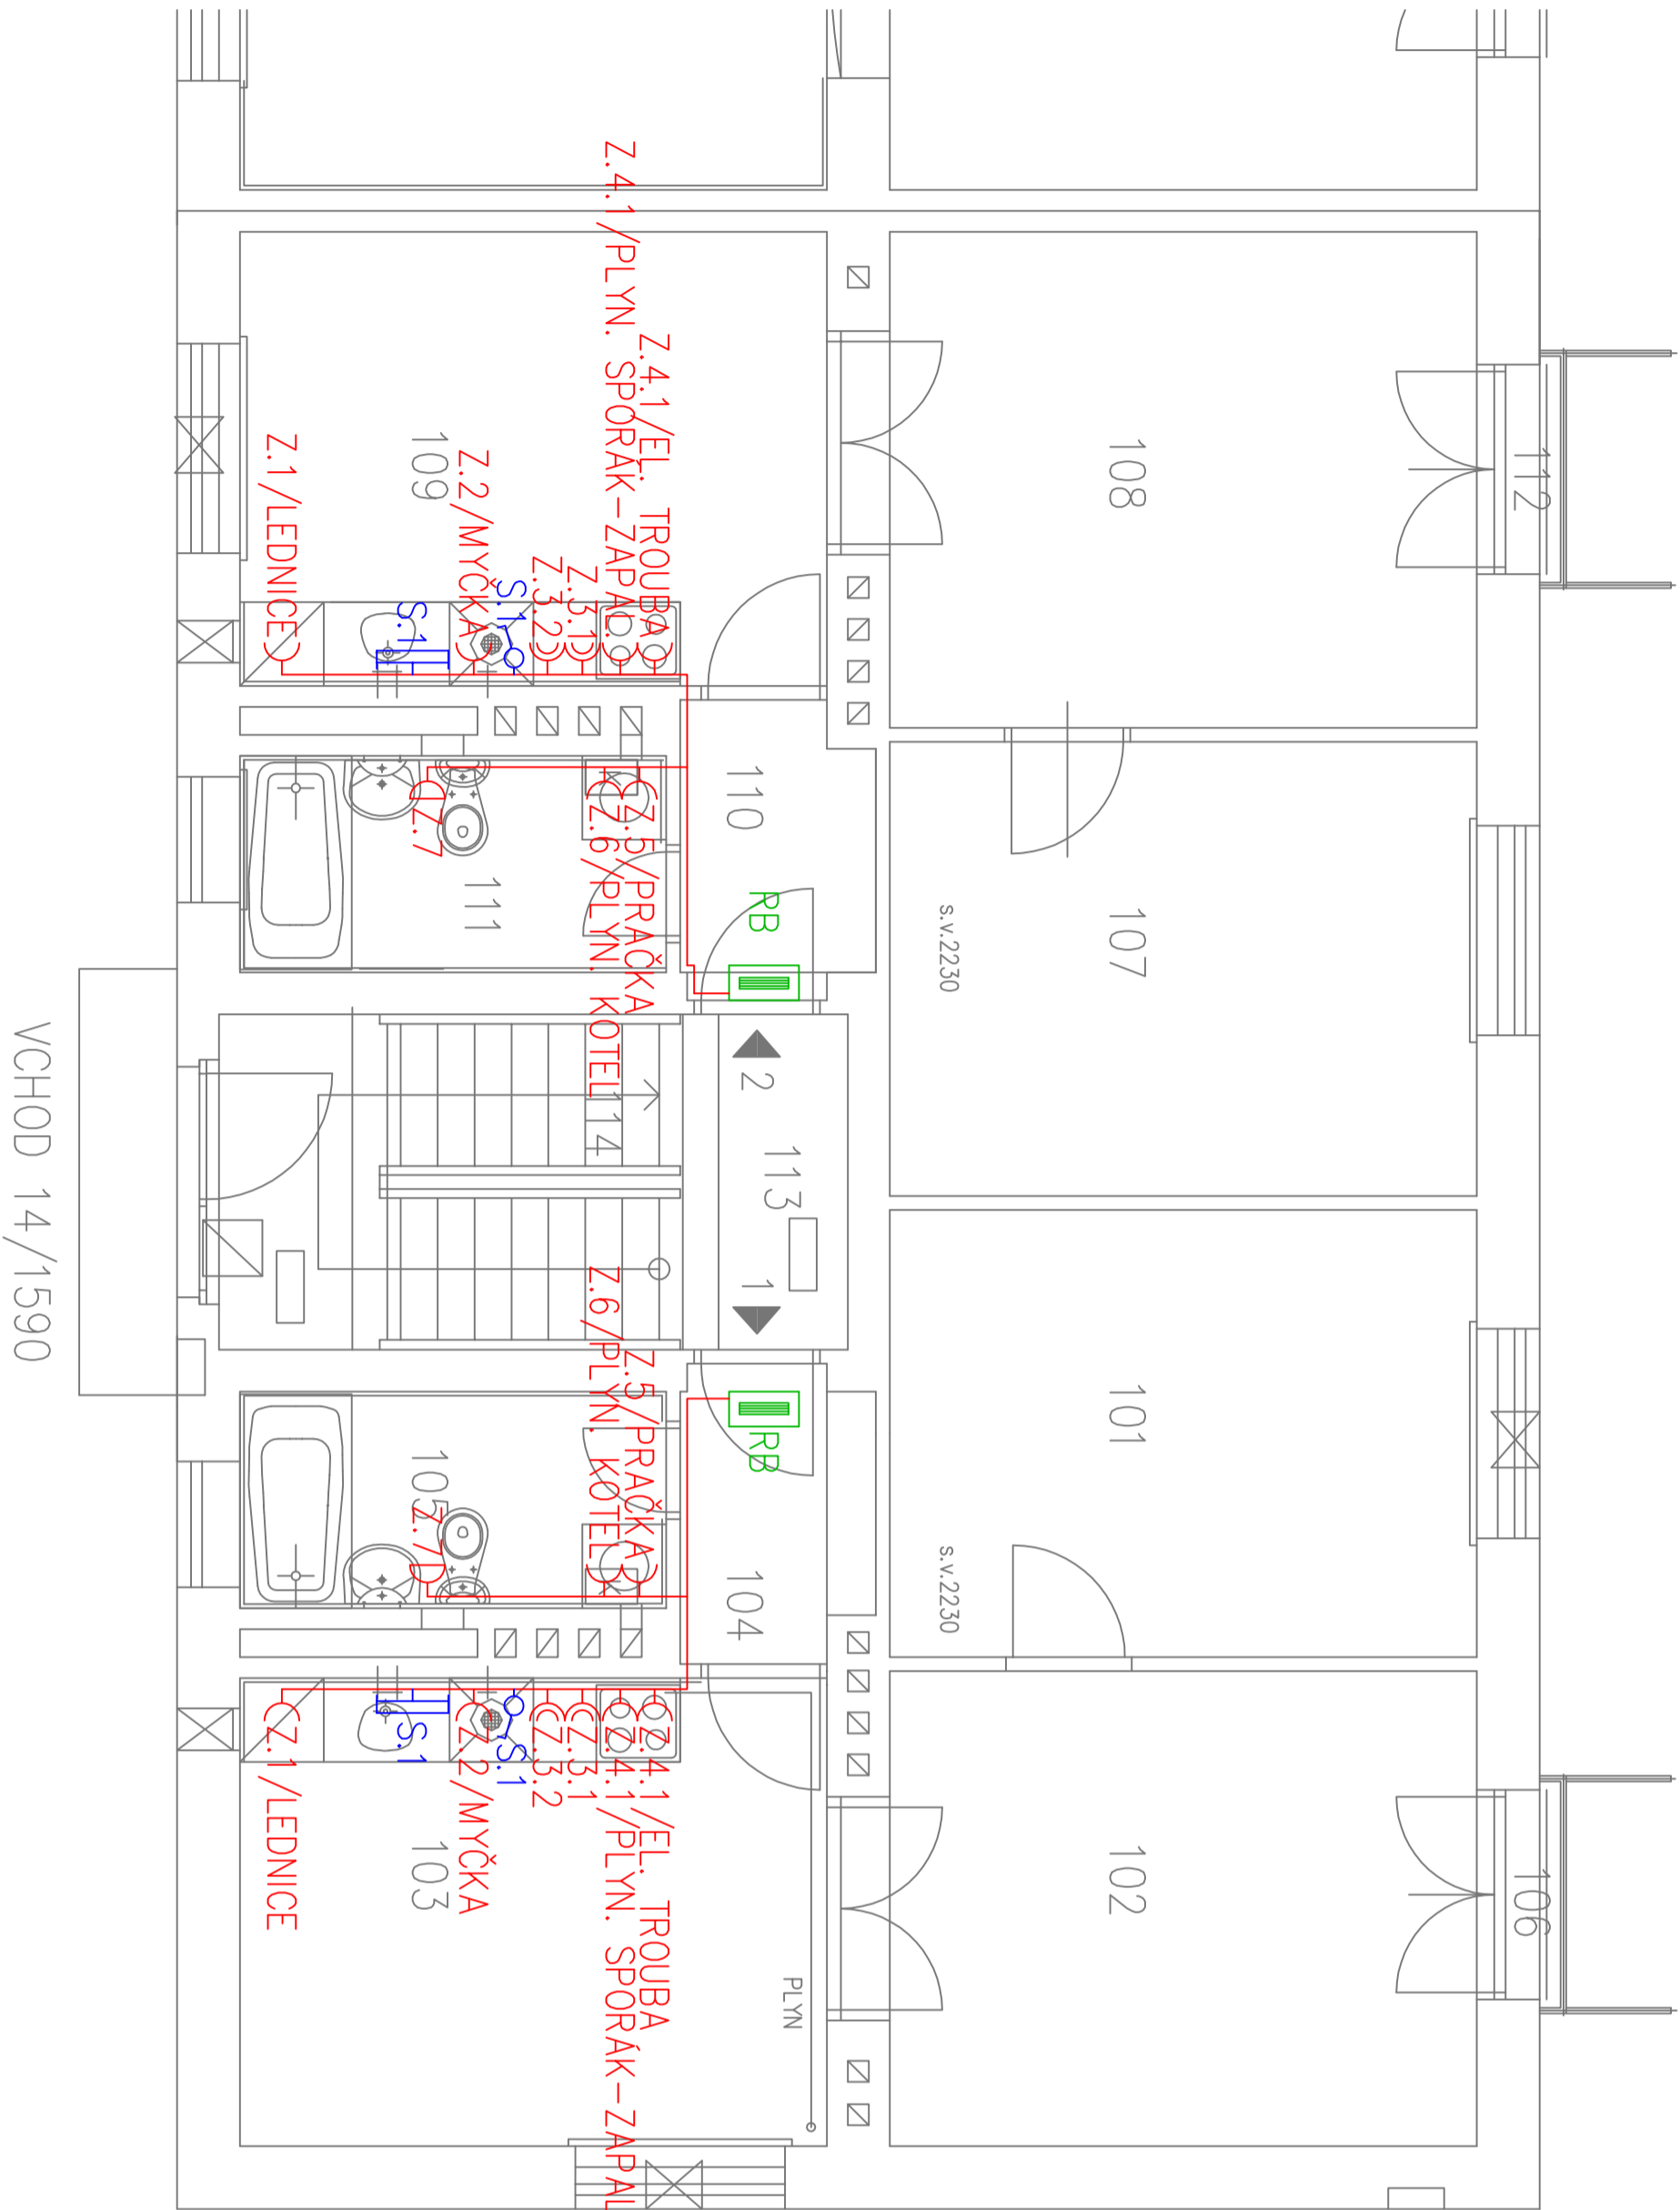 Z.4.1/EL. TROUBA
Z.4.1/PLYN. SPORÁK-ZAPAL.
Z.3.1
Z.3.2
S.1
Z.2/MYČKA
S.1
Z.1/LEDNICE
109
108
112
110
111
Z.5/PRAČKA
Z.6/PLYN. KOTEL
Z.7
K
RB
s.v.2230
107
2
113
114
1
VCHOD 14/1590
101
s.v.2230
RB
104
105
Z.5/PRAČKA
Z.6/PLYN. KOTEL
Z.7
K
Z.4.1/EL. TROUBA
Z.4.1/PLYN. SPORÁK-ZAPAL
Z.3.1
Z.3.2
S.1
Z.2/MYČKA
S.1
Z.1/LEDNICE
103
102
106
PLYN